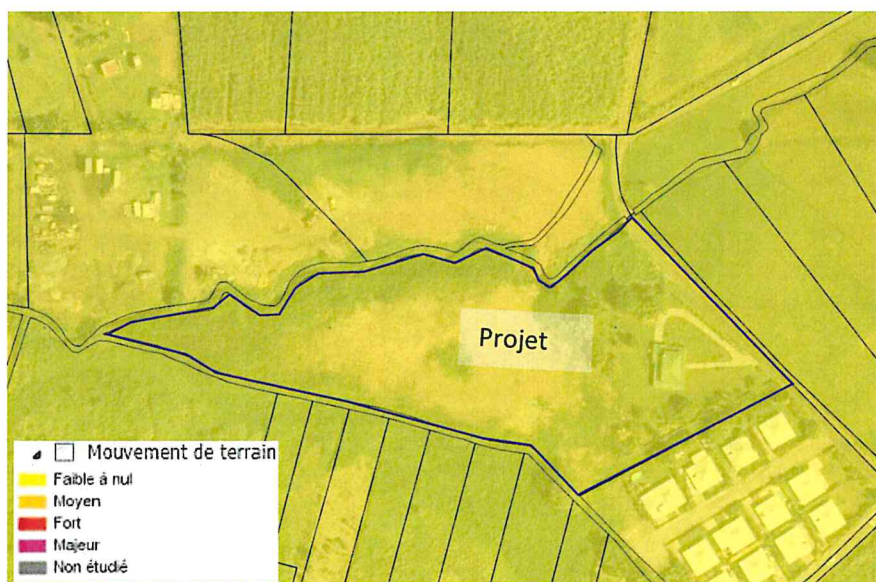 Projet
Mouvement de terrain
Faible à nul
Moyen
Fort
Majeur
Non étudié